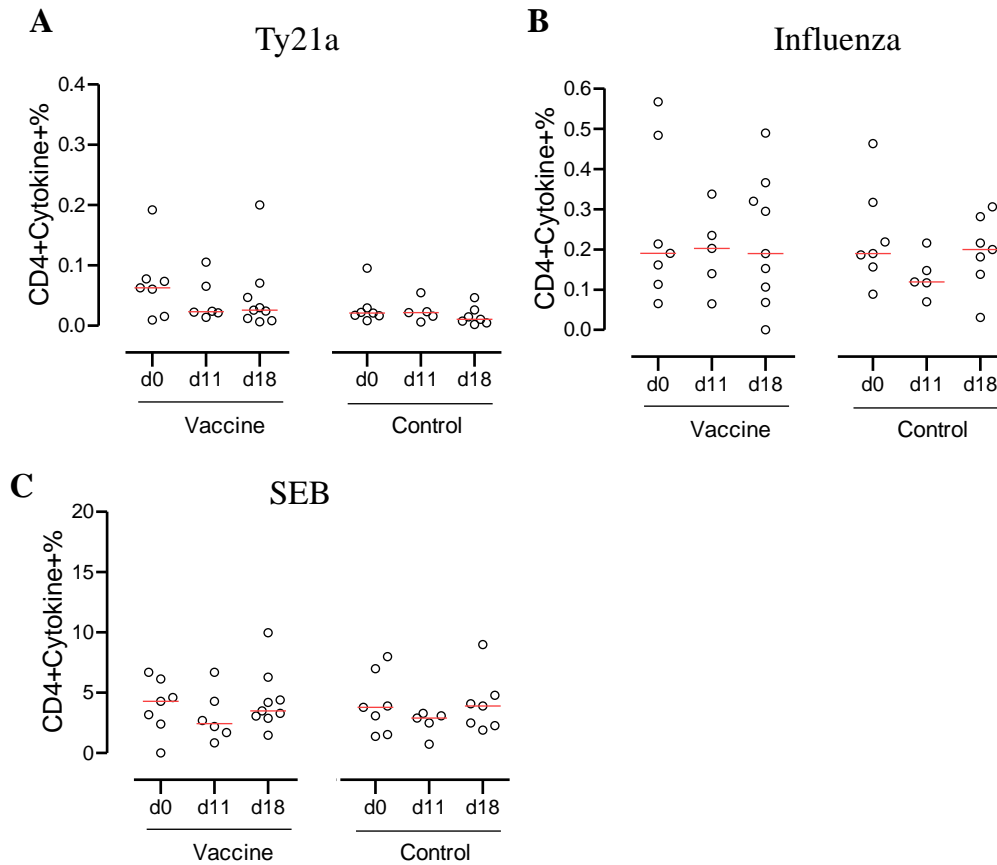 A
Ty21a
CD4+Cytokine+%
0.4
0.3
0.2
0.1
0.0
d0 d11 d18 d0 d11 d18
Vaccine Control
B
Influenza
CD4+Cytokine+%
0.6
0.5
0.4
0.3
0.2
0.1
0.0
d0 d11 d18 d0 d11 d18
Vaccine Control
C
SEB
CD4+Cytokine+%
20
15
10
5
0
d0 d11 d18 d0 d11 d18
Vaccine Control